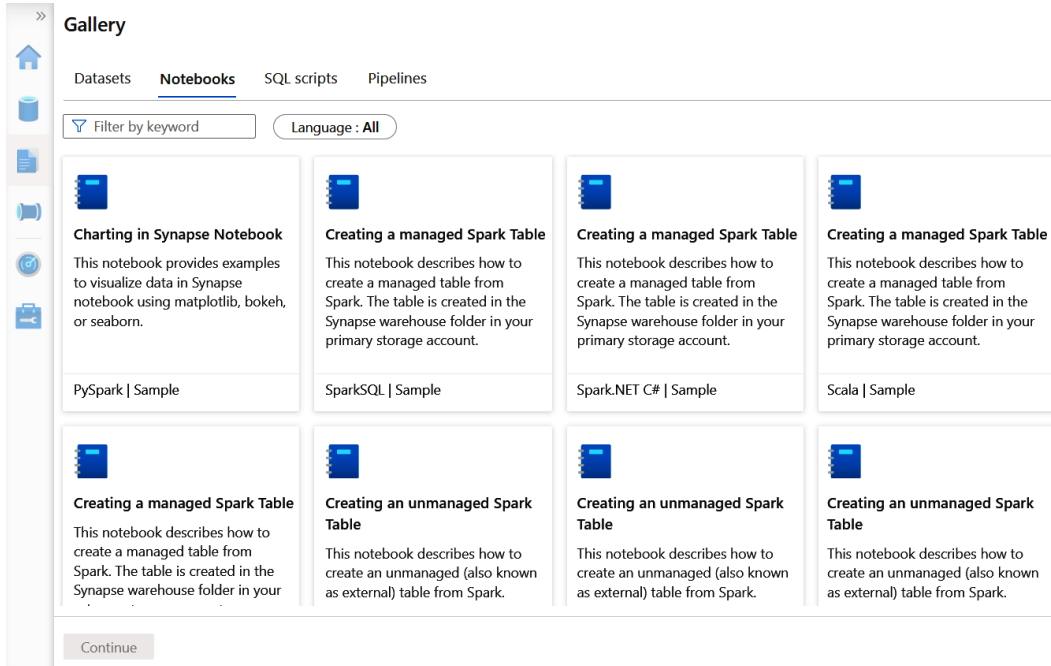 Gallery
Datasets Notebooks SQL scripts Pipelines
Filter by keyword Language : All
Charting in Synapse Notebook
This notebook provides examples
to visualize data in Synapse
notebook using matplotlib, bokeh,
or seaborn.
PySpark | Sample
Creating a managed Spark Table
This notebook describes how to
create a managed table from
Spark. The table is created in the
Synapse warehouse folder in your
primary storage account.
SparkSQL | Sample
Creating a managed Spark Table
This notebook describes how to
create a managed table from
Spark. The table is created in the
Synapse warehouse folder in your
primary storage account.
Spark.NET C# | Sample
Creating a managed Spark Table
This notebook describes how to
create a managed table from
Spark. The table is created in the
Synapse warehouse folder in your
primary storage account.
Scala | Sample
Creating a managed Spark Table
This notebook describes how to
create a managed table from
Spark. The table is created in the
Synapse warehouse folder in your
Creating an unmanaged Spark
Table
This notebook describes how to
create an unmanaged (also known
as external) table from Spark.
Creating an unmanaged Spark
Table
This notebook describes how to
create an unmanaged (also known
as external) table from Spark.
Creating an unmanaged Spark
Table
This notebook describes how to
create an unmanaged (also known
as external) table from Spark.
Continue